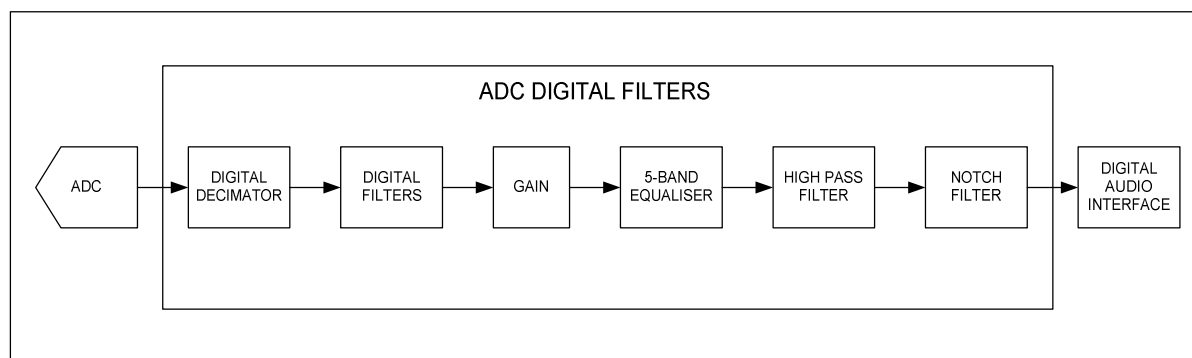 ADC DIGITAL FILTERS
ADC
DIGITAL
DECIMATOR
DIGITAL
FILTERS
GAIN
5-BAND
EQUALISER
HIGH PASS
FILTER
NOTCH
FILTER
DIGITAL
AUDIO
INTERFACE